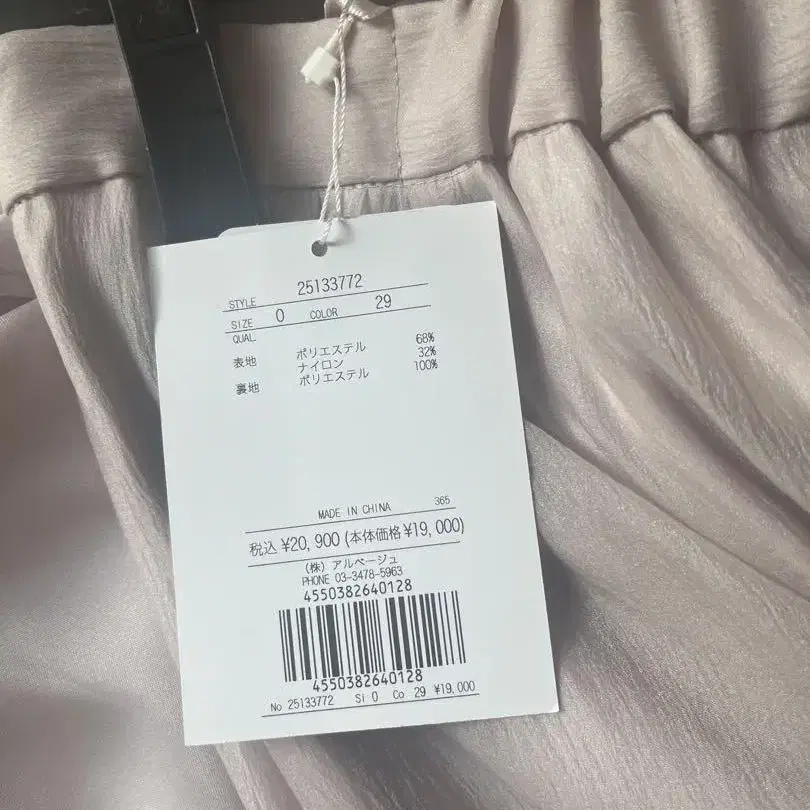 STYLE 25133772
SIZE 0 COLOR 29
QUAL.
表地 ポリエステル 68%
ナイロン 32%
裏地 ポリエステル 100%
MADE IN CHINA 365
税込 ¥20,900 (本体価格 ¥19,000)
(株) アルページュ
PHONE 03-3478-5963
4550382640128
4550382640128
No 25133772 Si 0 Co 29 ¥19,000